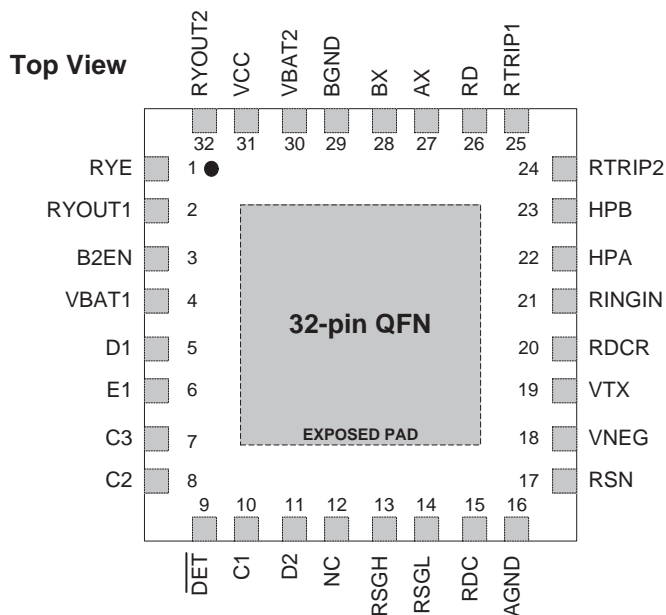 Top View
RYOUT2
VCC
VBAT2
BGND
BX
AX
RD
RTRIP1
32
31
30
29
28
27
26
25
RYE
1
24
RTRIP2
RYOUT1
2
23
HPB
B2EN
3
22
HPA
VBAT1
4
21
RINGIN
32-pin QFN
D1
5
20
RDCR
E1
6
19
VTX
C3
7
EXPOSED PAD
18
VNEG
C2
8
17
RSN
9
10
11
12
13
14
15
16
DET
C1
D2
NC
RSGH
RSGL
RDC
AGND